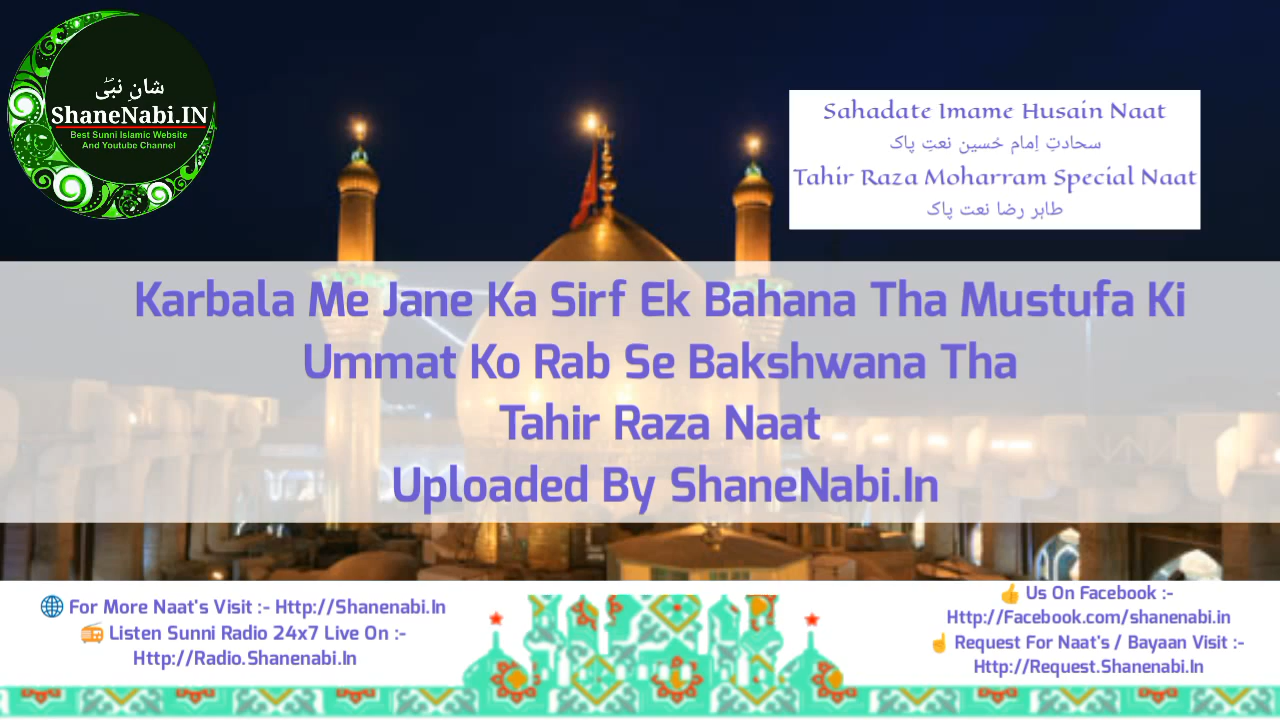 شانِ نبیؐ
ShaneNabi.IN
Best Sunni Islamic Website
And Youtube Channel
Sahadate Imame Husain Naat
سحادتِ اِمام حُسین نعتِ پاک
Tahir Raza Moharram Special Naat
طاہر رضا نعت پاک
Karbala Me Jane Ka Sirf Ek Bahana Tha Mustufa Ki
Ummat Ko Rab Se Bakshwana Tha
Tahir Raza Naat
Uploaded By ShaneNabi.In
🌐 For More Naat's Visit :- Http://Shanenabi.In
📻 Listen Sunni Radio 24x7 Live On :-
Http://Radio.Shanenabi.In
👍 Us On Facebook :-
Http://Facebook.com/shanenabi.in
☝ Request For Naat's / Bayaan Visit :-
Http://Request.Shanenabi.In